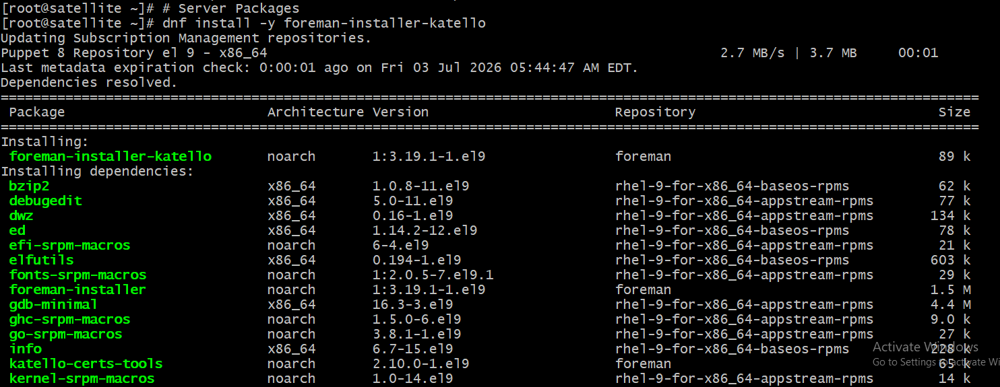 [root@satellite ~]# # Server Packages
[root@satellite ~]# dnf install -y foreman-installer-katello
Updating Subscription Management repositories.
Puppet 8 Repository el 9 - x86_64 2.7 MB/s | 3.7 MB 00:01
Last metadata expiration check: 0:00:01 ago on Fri 03 Jul 2026 05:44:47 AM EDT.
Dependencies resolved.
================================================================================
Package Architecture Version Repository Size
================================================================================
Installing:
foreman-installer-katello noarch 1:3.19.1-1.el9 foreman 89 k
Installing dependencies:
bzip2 x86_64 1.0.8-11.el9 rhel-9-for-x86_64-baseos-rpms 62 k
debugedit x86_64 5.0-11.el9 rhel-9-for-x86_64-appstream-rpms 77 k
dwz x86_64 0.16-1.el9 rhel-9-for-x86_64-appstream-rpms 134 k
ed x86_64 1.14.2-12.el9 rhel-9-for-x86_64-baseos-rpms 78 k
efi-srpm-macros noarch 6-4.el9 rhel-9-for-x86_64-appstream-rpms 21 k
elfutils x86_64 0.194-1.el9 rhel-9-for-x86_64-baseos-rpms 603 k
fonts-srpm-macros noarch 1:2.0.5-7.el9.1 rhel-9-for-x86_64-appstream-rpms 29 k
foreman-installer noarch 1:3.19.1-1.el9 foreman 1.5 M
gdb-minimal x86_64 16.3-3.el9 rhel-9-for-x86_64-appstream-rpms 4.4 M
ghc-srpm-macros noarch 1.5.0-6.el9 rhel-9-for-x86_64-appstream-rpms 9.0 k
go-srpm-macros noarch 3.8.1-1.el9 rhel-9-for-x86_64-appstream-rpms 27 k
info x86_64 6.7-15.el9 rhel-9-for-x86_64-baseos-rpms 228 k
Activate Windows
katello-certs-tools noarch 2.10.0-1.el9 foreman 65 k
Go to Settings to activate Wi
kernel-srpm-macros noarch 1.0-14.el9 rhel-9-for-x86_64-appstream-rpms 14 k